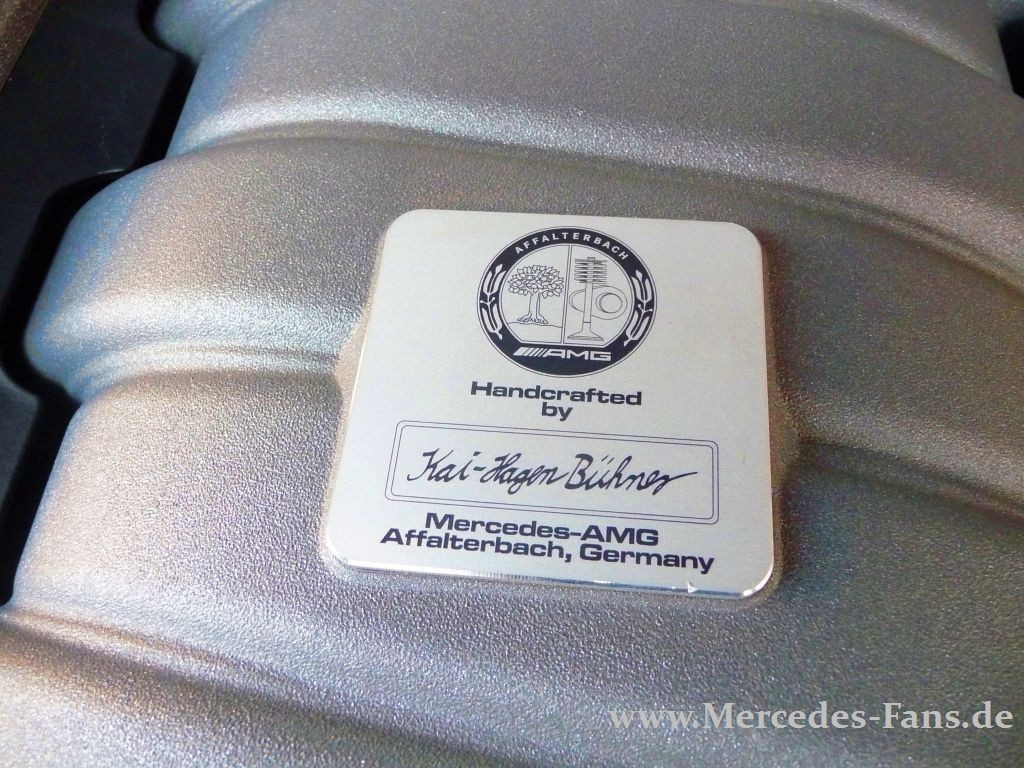 AFFALTERBACH
AMG
Handcrafted
by
Kai-Hagen Bühner
Mercedes-AMG
Affalterbach, Germany
www.Mercedes-Fans.de